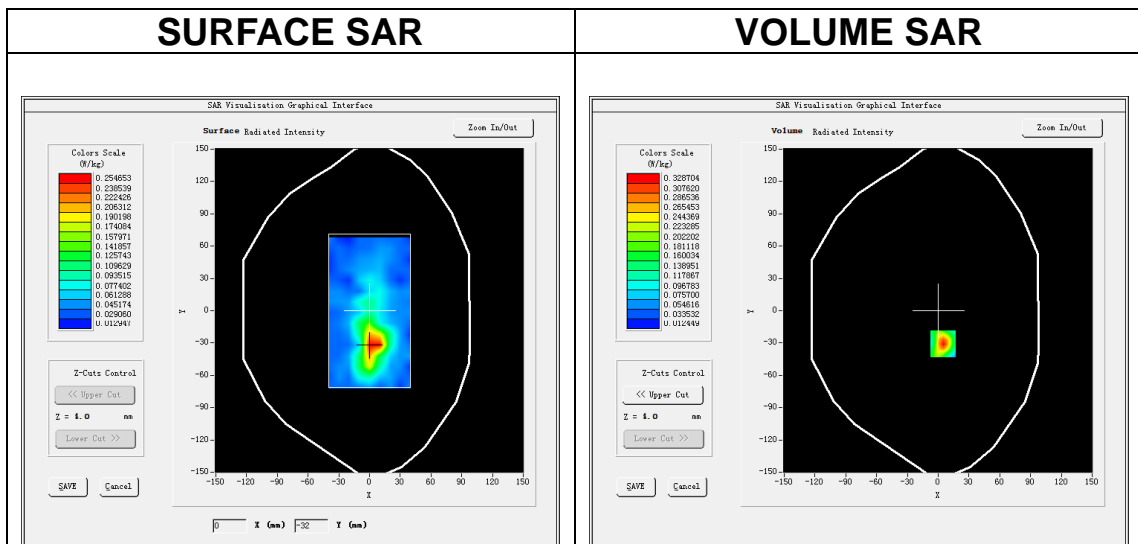 SURFACE SAR
VOLUME SAR
SAR Visualisation Graphical Interface
Surface Radiated Intensity
Zoom In/Out
Colors Scale
(W/kg)
0.254653
0.238539
0.222426
0.206312
0.190198
0.174084
0.157971
0.141857
0.125743
0.109629
0.093515
0.077402
0.061288
0.045174
0.029060
0.012947
Z-Cuts Control
<< Upper Cut
Z = 4.0 mm
Lower Cut >>
SAVE
Cancel
150
120
90
60
30
0
-30
-60
-90
-120
-150
Y
-150 -120 -90 -60 -30 0 30 60 90 120 150
X
0 X (mm) -32 Y (mm)
SAR Visualisation Graphical Interface
Volume Radiated Intensity
Zoom In/Out
Colors Scale
(W/kg)
0.328704
0.307620
0.286536
0.265453
0.244369
0.223285
0.202202
0.181118
0.160034
0.138951
0.117867
0.096783
0.075700
0.054616
0.033532
0.012449
Z-Cuts Control
<< Upper Cut
Z = 4.0 mm
Lower Cut >>
SAVE
Cancel
150
120
90
60
30
0
-30
-60
-90
-120
-150
Y
-150 -120 -90 -60 -30 0 30 60 90 120 150
X